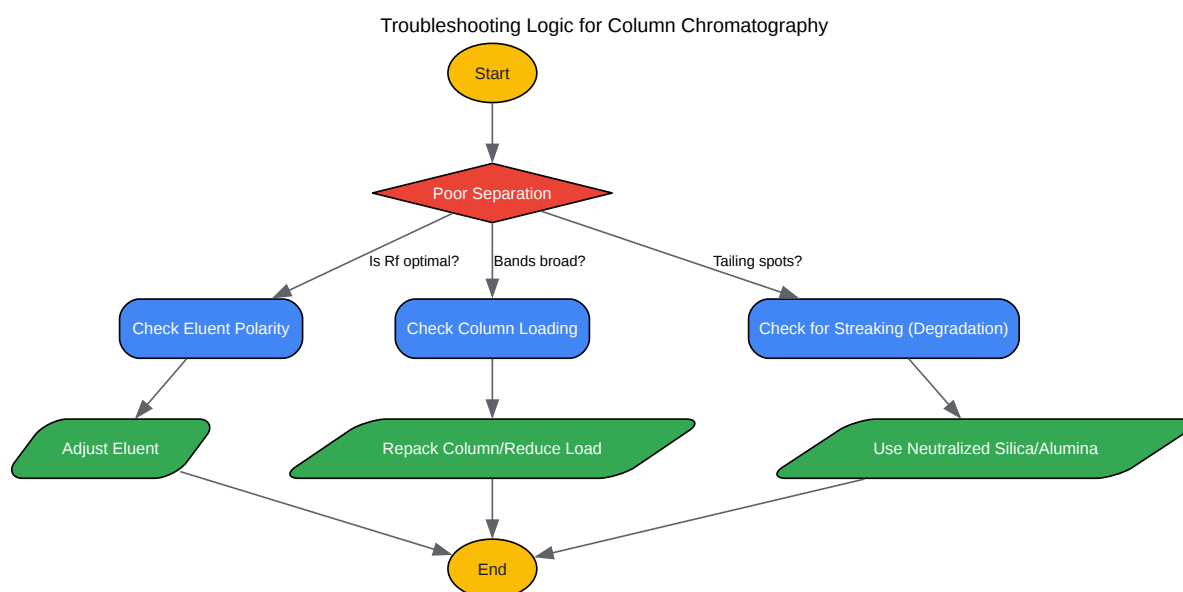 Troubleshooting Logic for Column Chromatography
Start
Poor Separation
Is Rf optimal?
Bands broad?
Tailing spots?
Check Eluent Polarity
Check Column Loading
Check for Streaking (Degradation)
Adjust Eluent
Repack Column/Reduce Load
Use Neutralized Silica/Alumina
End